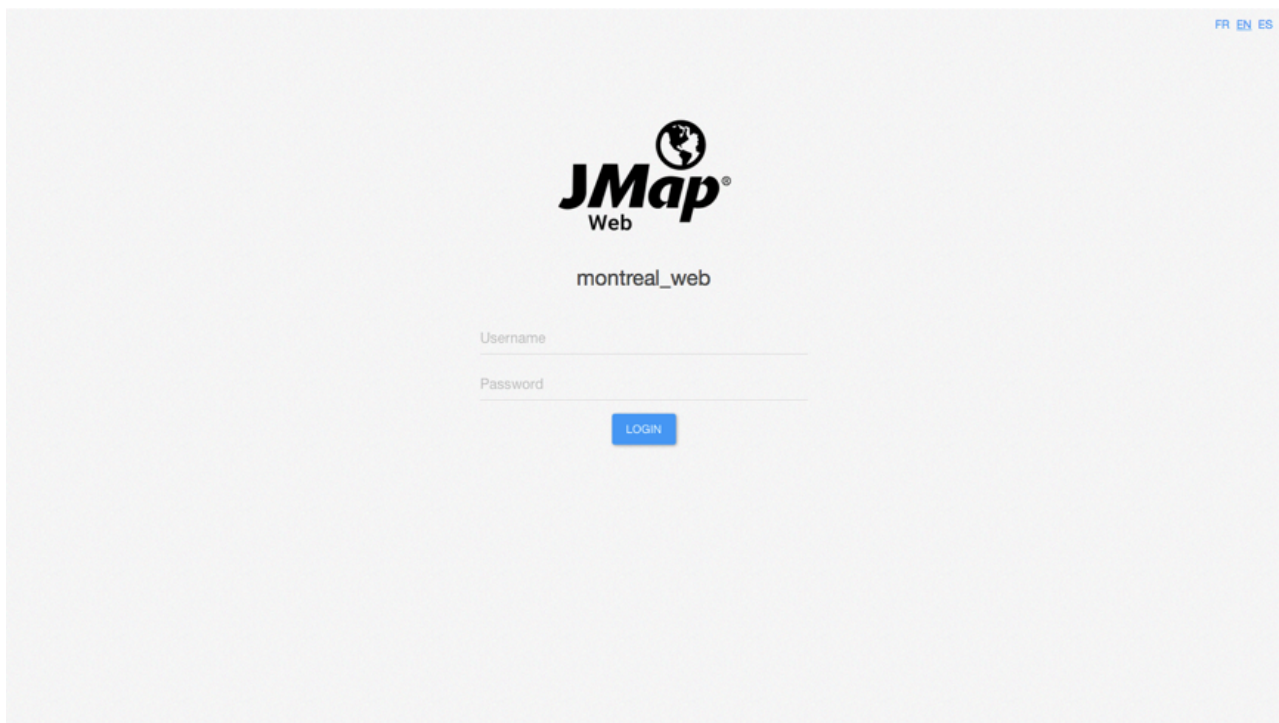 FR EN ES
JMap®
Web
montreal_web
Username
Password
LOGIN